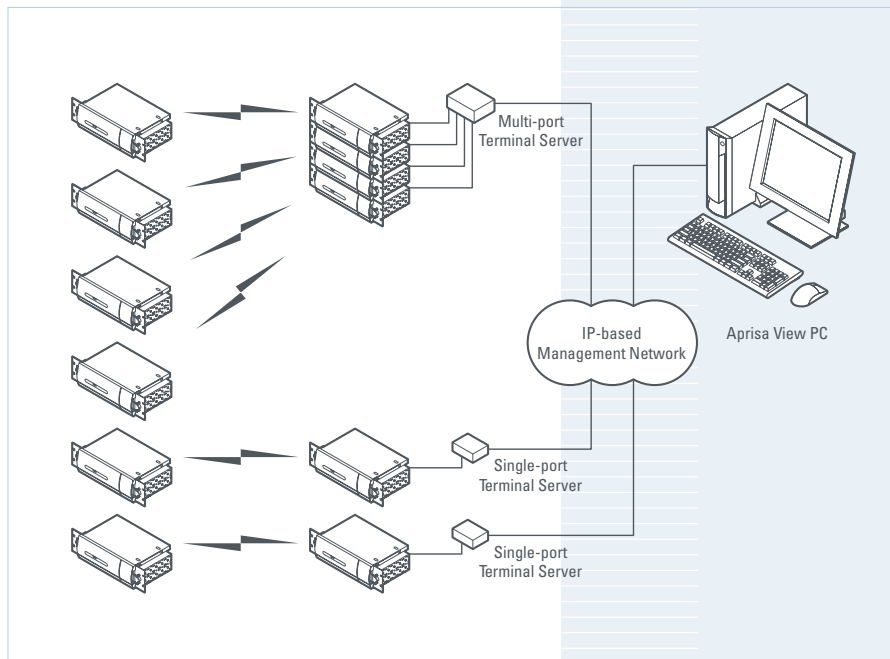 Multi-port
Terminal Server
IP-based
Management Network
Aprisa View PC
Single-port
Terminal Server
Single-port
Terminal Server